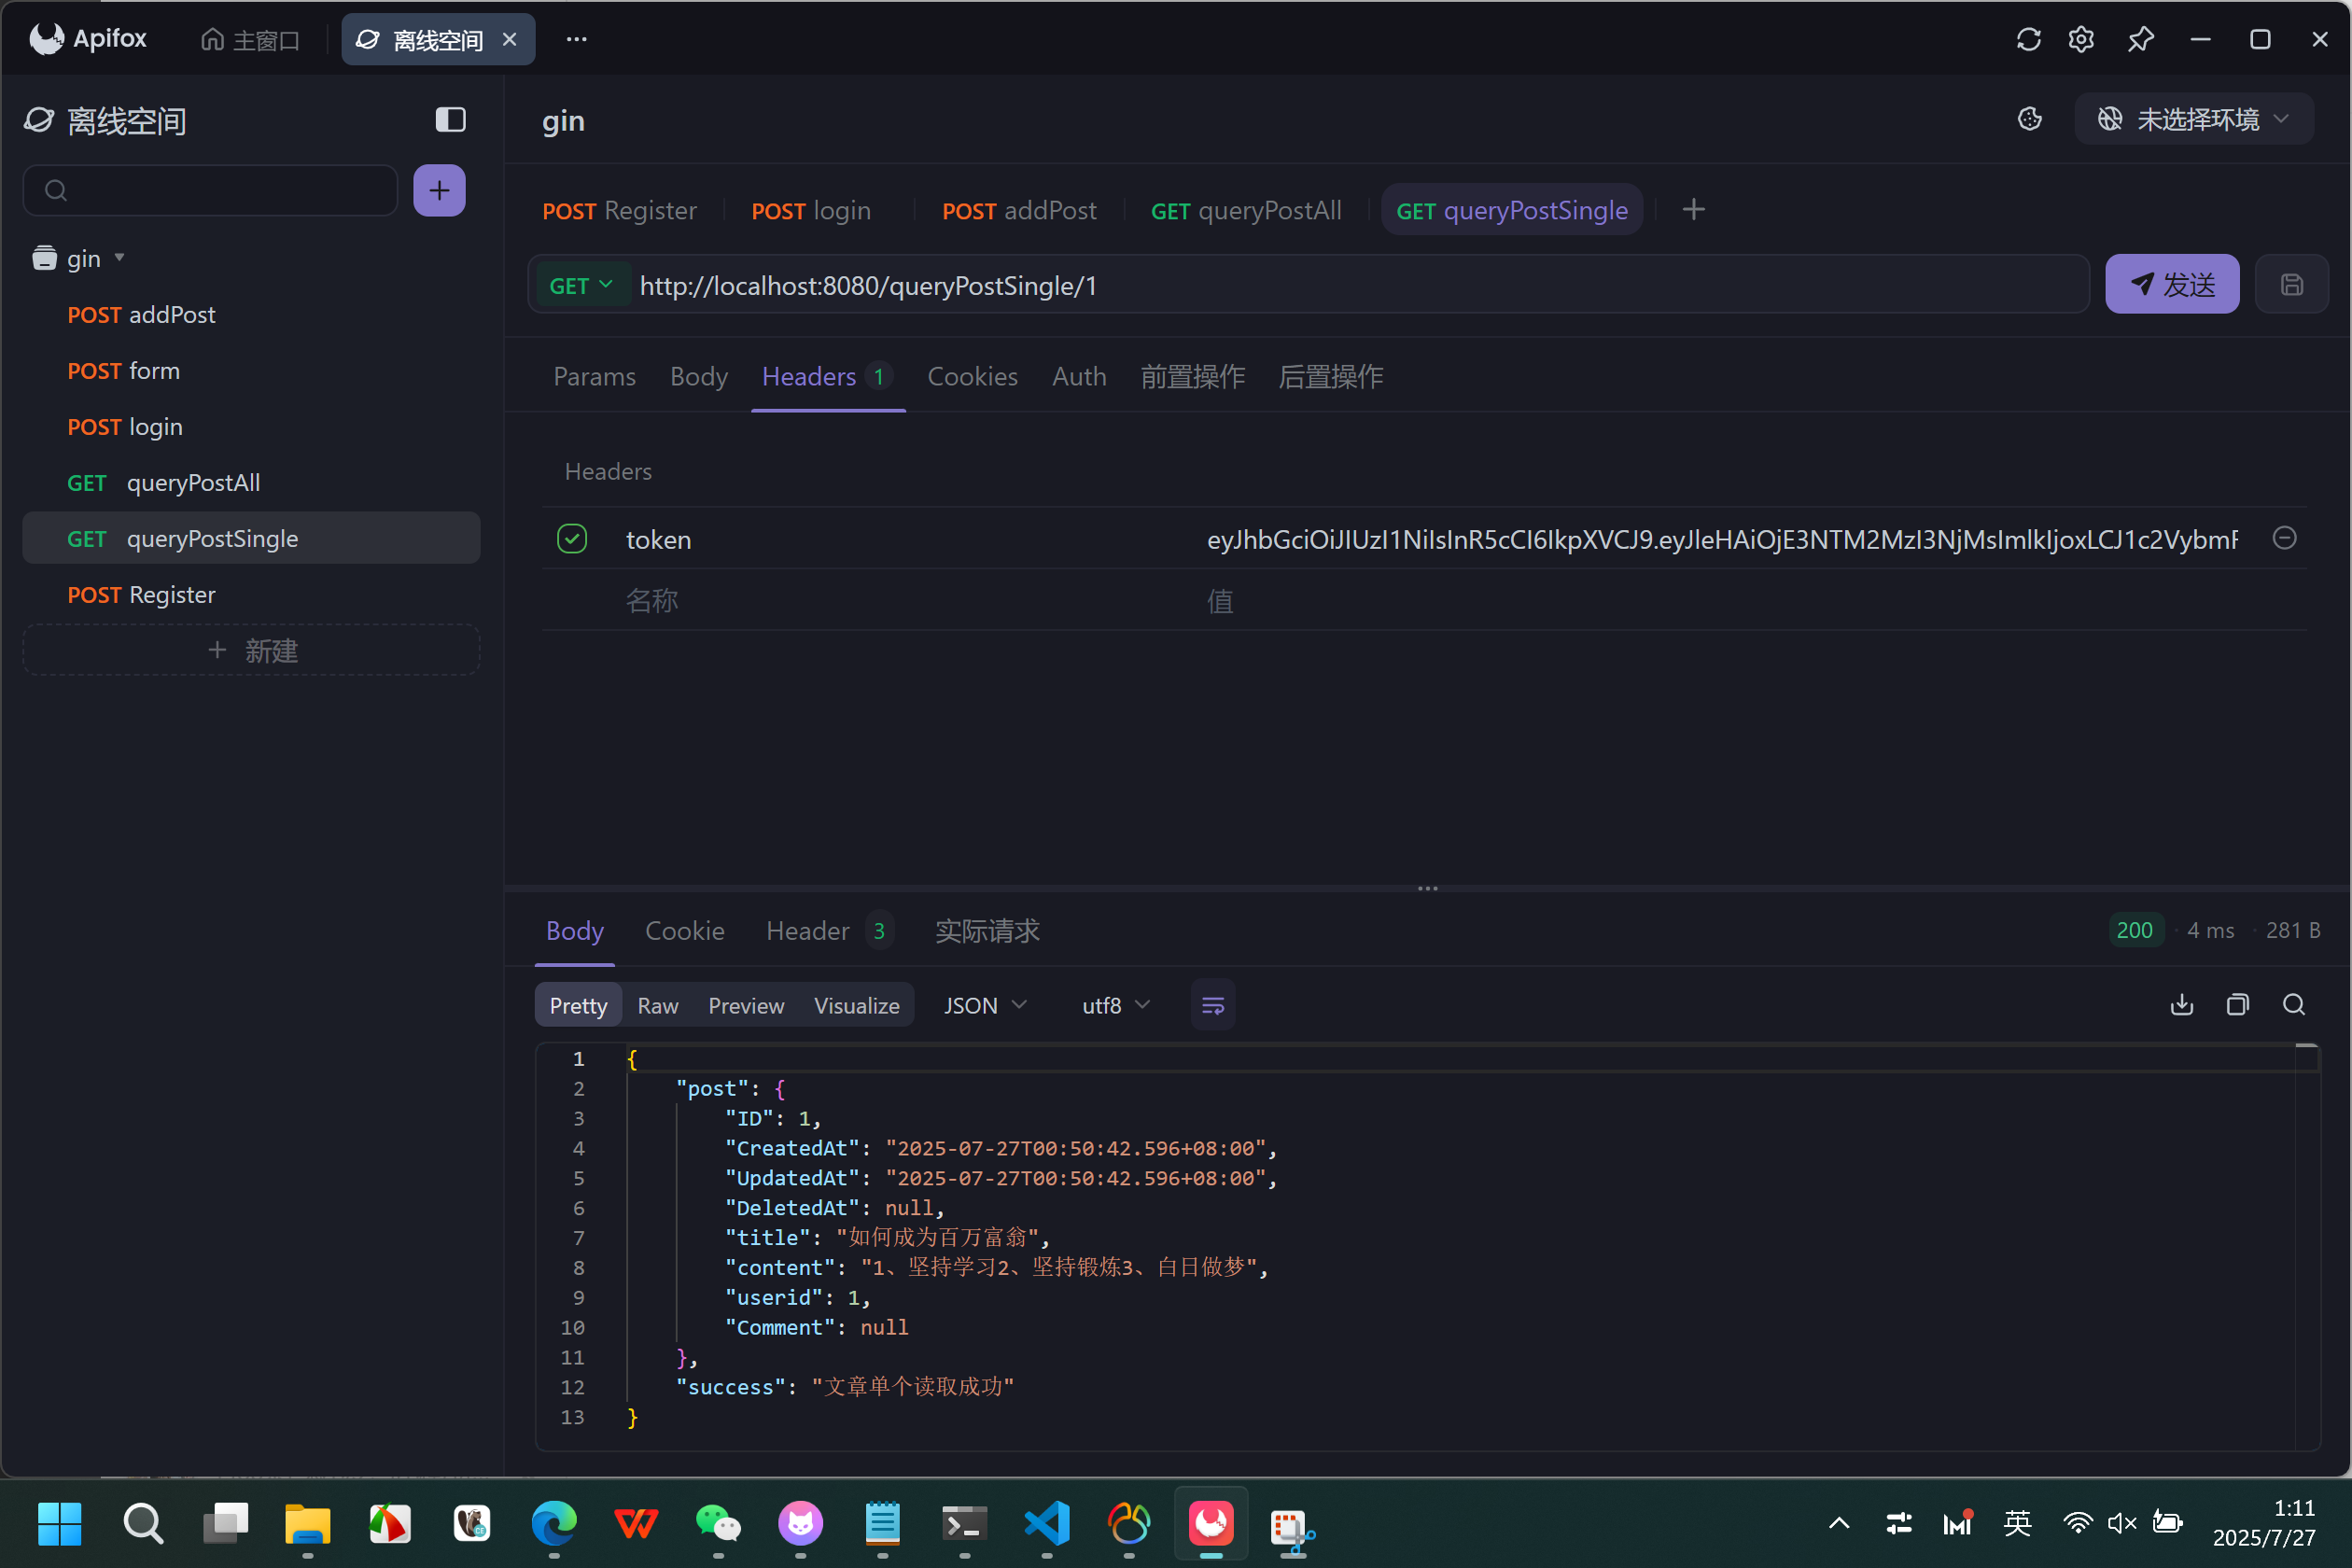 Apifox 主窗口 离线空间
离线空间
gin 未选择环境
POST Register POST login POST addPost GET queryPostAll GET queryPostSingle
gin
POST addPost
POST form
POST login
GET queryPostAll
GET queryPostSingle
POST Register
新建
GET http://localhost:8080/queryPostSingle/1 发送
Params Body Headers 1 Cookies Auth 前置操作 后置操作
Headers
token eyJhbGciOiJIUzI1NiIsInR5cCI6IkpXVCJ9.eyJleHAiOjE3NTM2MzI3NjMsImlkIjoxLCJ1c2VybmF
名称 值
Body Cookie Header 3 实际请求 200 · 4 ms · 281 B
Pretty Raw Preview Visualize JSON utf8
1 {
2 "post": {
3 "ID": 1,
4 "CreatedAt": "2025-07-27T00:50:42.596+08:00",
5 "UpdatedAt": "2025-07-27T00:50:42.596+08:00",
6 "DeletedAt": null,
7 "title": "如何成为百万富翁",
8 "content": "1、坚持学习2、坚持锻炼3、白日做梦",
9 "userid": 1,
10 "Comment": null
11 },
12 "success": "文章单个读取成功"
13 }
英 1:11
2025/7/27